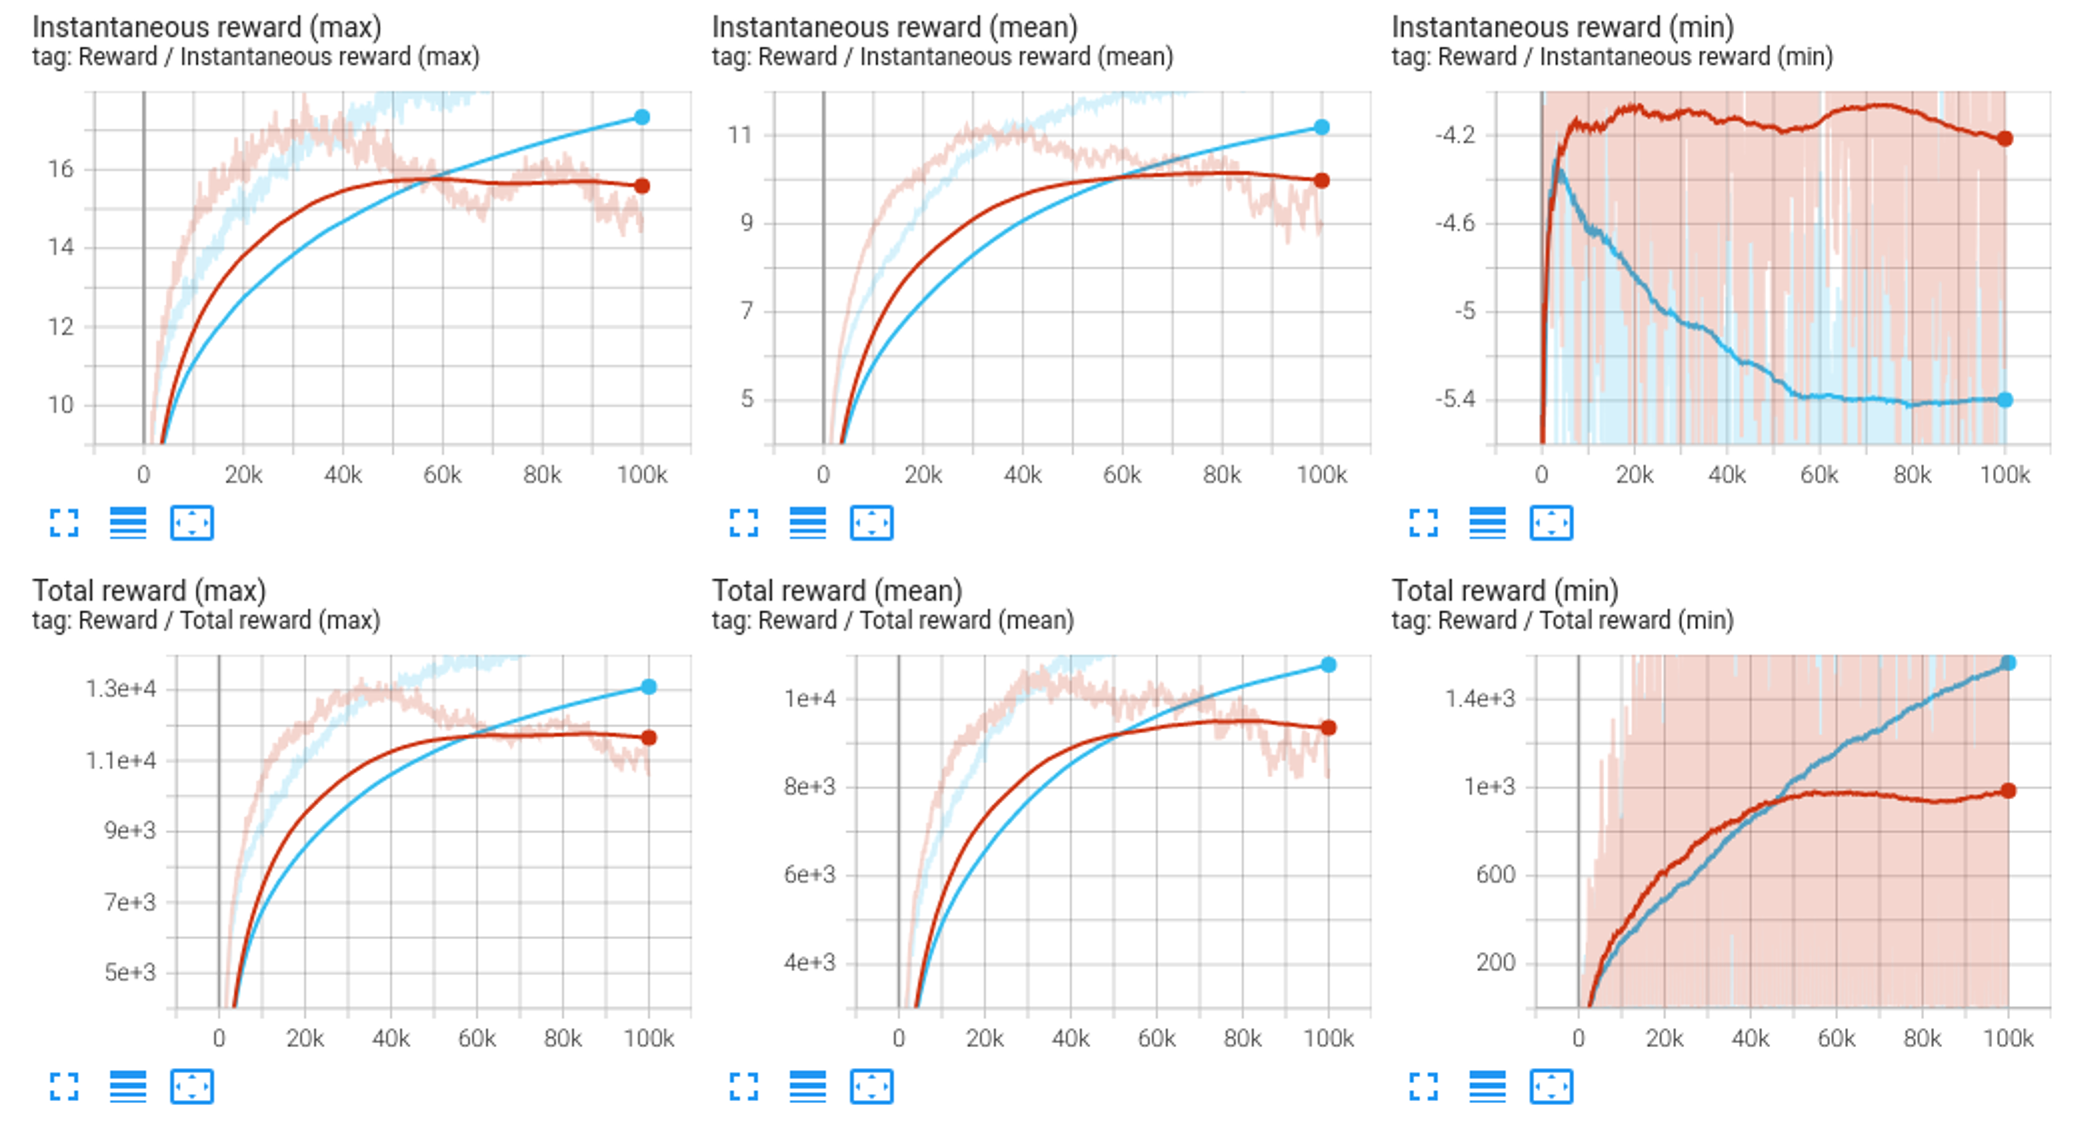 Instantaneous reward (max)
tag: Reward / Instantaneous reward (max)
16
14
12
10
0 20k 40k 60k 80k 100k
Instantaneous reward (mean)
tag: Reward / Instantaneous reward (mean)
11
9
7
5
0 20k 40k 60k 80k 100k
Instantaneous reward (min)
tag: Reward / Instantaneous reward (min)
-4.2
-4.6
-5
-5.4
0 20k 40k 60k 80k 100k
Total reward (max)
tag: Reward / Total reward (max)
1.3e+4
1.1e+4
9e+3
7e+3
5e+3
0 20k 40k 60k 80k 100k
Total reward (mean)
tag: Reward / Total reward (mean)
1e+4
8e+3
6e+3
4e+3
0 20k 40k 60k 80k 100k
Total reward (min)
tag: Reward / Total reward (min)
1.4e+3
1e+3
600
200
0 20k 40k 60k 80k 100k